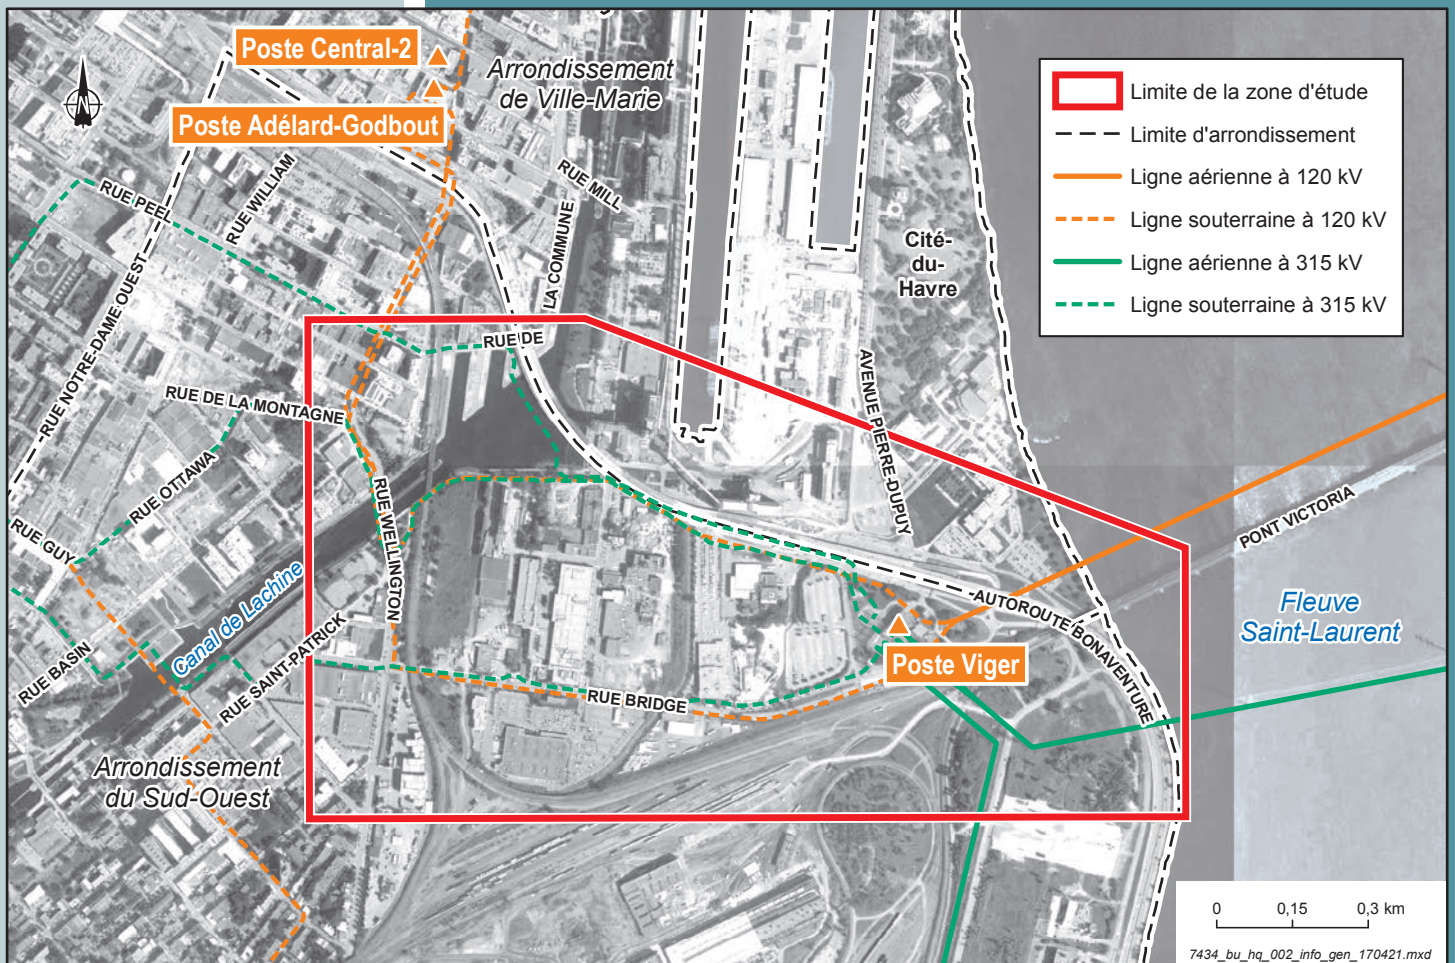 Poste Central-2
Arrondissement
de Ville-Marie
Poste Adélard-Godbout
Limite de la zone d'étude
Limite d'arrondissement
Ligne aérienne à 120 kV
Ligne souterraine à 120 kV
Ligne aérienne à 315 kV
Ligne souterraine à 315 kV
RUE MILL
RUE WILLIAM
RUE PEEL
LA COMMUNE
RUE DE
Cité-
du-
Havre
RUE NOTRE-DAME OUEST
RUE DE LA MONTAGNE
AVENUE PIERRE-DUPUY
RUE OTTAWA
RUE GUY
RUE WELLINGTON
PONT VICTORIA
Canal de Lachine
RUE BASIN
RUE SAINT-PATRICK
AUTOROUTE BONAVENTURE
Fleuve
Saint-Laurent
Poste Viger
RUE BRIDGE
Arrondissement
du Sud-Ouest
0 0,15 0,3 km
7434_bu_hq_002_info_gen_170421.mxd